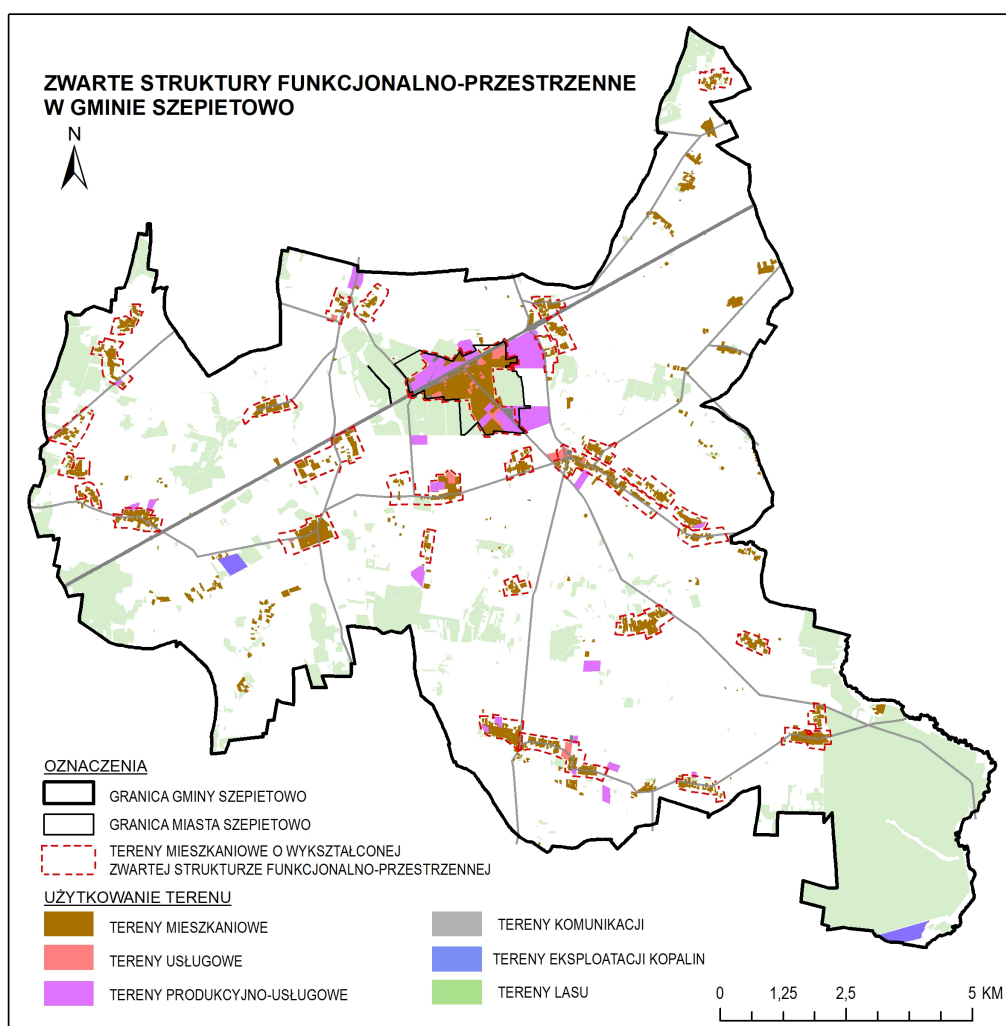 ZWARTE STRUKTURY FUNKCJONALNO-PRZESTRZENNE
W GMINIE SZEPIETOWO
N
OZNACZENIA
GRANICA GMINY SZEPIETOWO
GRANICA MIASTA SZEPIETOWO
TERENY MIESZKANIOWE O WYKSZTAŁCONEJ
ZWARTEJ STRUKTURZE FUNKCJONALNO-PRZESTRZENNEJ
UŻYTKOWANIE TERENU
TERENY MIESZKANIOWE
TERENY USŁUGOWE
TERENY PRODUKCYJNO-USŁUGOWE
TERENY KOMUNIKACJI
TERENY EKSPLOATACJI KOPALIN
TERENY LASU
0 1,25 2,5 5 KM